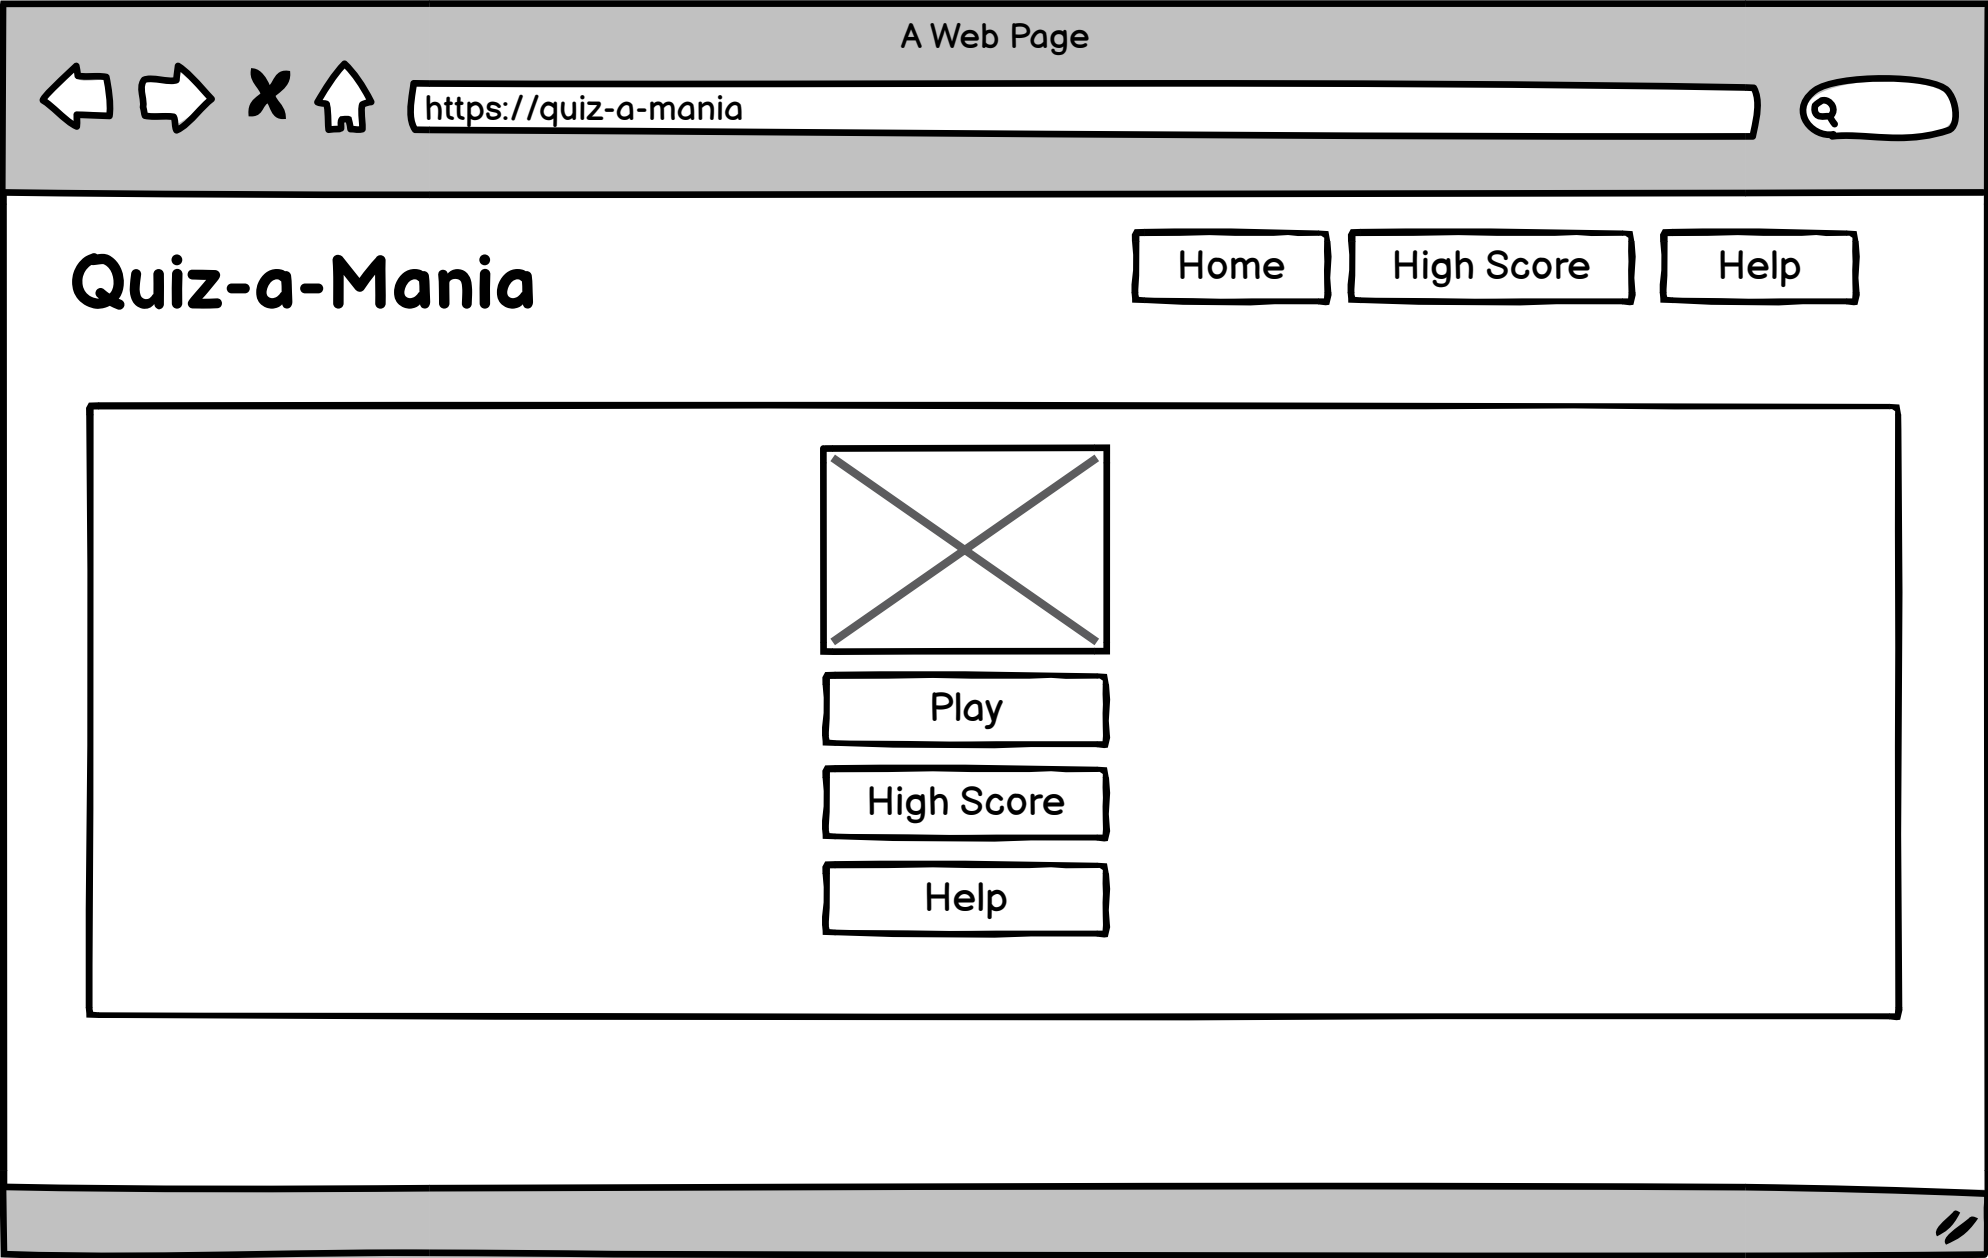 A Web Page
https://quiz-a-mania
Quiz-a-Mania
Home
High Score
Help
Play
High Score
Help